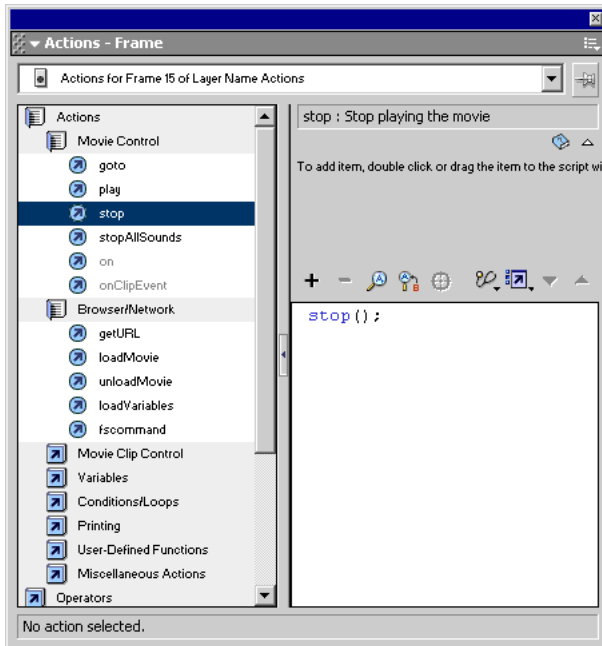 Actions - Frame
Actions for Frame 15 of Layer Name Actions
Actions
Movie Control
goto
play
stop
stopAllSounds
on
onClipEvent
Browser/Network
getURL
loadMovie
unloadMovie
loadVariables
fscommand
Movie Clip Control
Variables
Conditions/Loops
Printing
User-Defined Functions
Miscellaneous Actions
Operators
stop : Stop playing the movie
To add item, double click or drag the item to the script wi
stop();
No action selected.